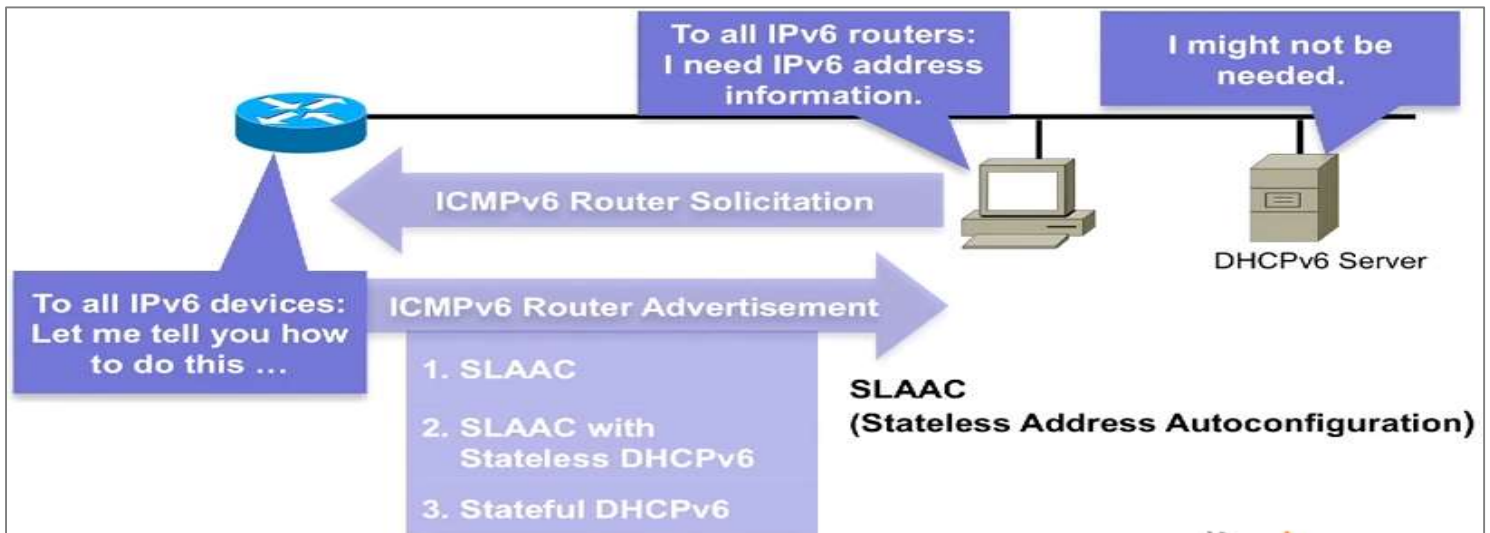 To all IPv6 routers:
I need IPv6 address
information.
I might not be
needed.
ICMPv6 Router Solicitation
DHCPv6 Server
To all IPv6 devices:
Let me tell you how
to do this ...
ICMPv6 Router Advertisement
1. SLAAC
2. SLAAC with
Stateless DHCPv6
3. Stateful DHCPv6
SLAAC
(Stateless Address Autoconfiguration)